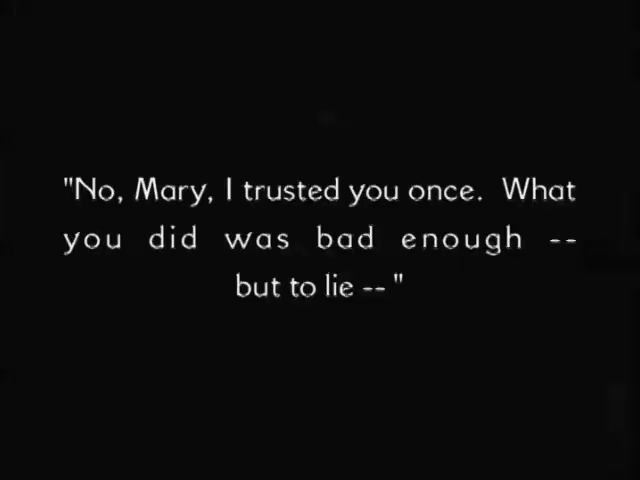 "No, Mary, I trusted you once. What
you did was bad enough --
but to lie -- "